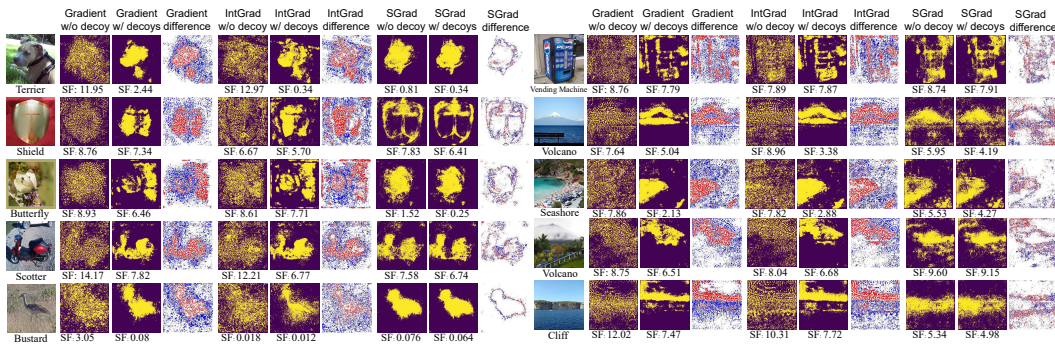 Gradient w/o decoy Gradient w/ decoys Gradient difference IntGrad w/o decoy IntGrad w/ decoys IntGrad difference SGrad w/o decoy SGrad w/ decoys SGrad difference
Terrier SF: 11.95 SF: 2.44 SF: 12.97 SF: 0.34 SF: 0.81 SF: 0.34
Shield SF: 8.76 SF: 7.34 SF: 6.67 SF: 5.70 SF: 7.83 SF: 6.41
Butterfly SF: 8.93 SF: 6.46 SF: 8.61 SF: 7.71 SF: 1.52 SF: 0.25
Scotter SF: 14.17 SF: 7.82 SF: 12.21 SF: 6.77 SF: 7.58 SF: 6.74
Bustard SF: 3.05 SF: 0.08 SF: 0.018 SF: 0.012 SF: 0.076 SF: 0.064
Gradient w/o decoy Gradient w/ decoys Gradient difference IntGrad w/o decoy IntGrad w/ decoys IntGrad difference SGrad w/o decoy SGrad w/ decoys SGrad difference
Vending Machine SF: 8.76 SF: 7.79 SF: 7.89 SF: 7.87 SF: 8.74 SF: 7.91
Volcano SF: 7.64 SF: 5.04 SF: 8.96 SF: 3.38 SF: 5.95 SF: 4.19
Seashore SF: 7.86 SF: 2.13 SF: 7.82 SF: 2.88 SF: 5.53 SF: 4.27
Volcano SF: 8.75 SF: 6.51 SF: 8.04 SF: 6.68 SF: 9.60 SF: 9.15
Cliff SF: 12.02 SF: 7.47 SF: 10.31 SF: 7.72 SF: 5.34 SF: 4.98